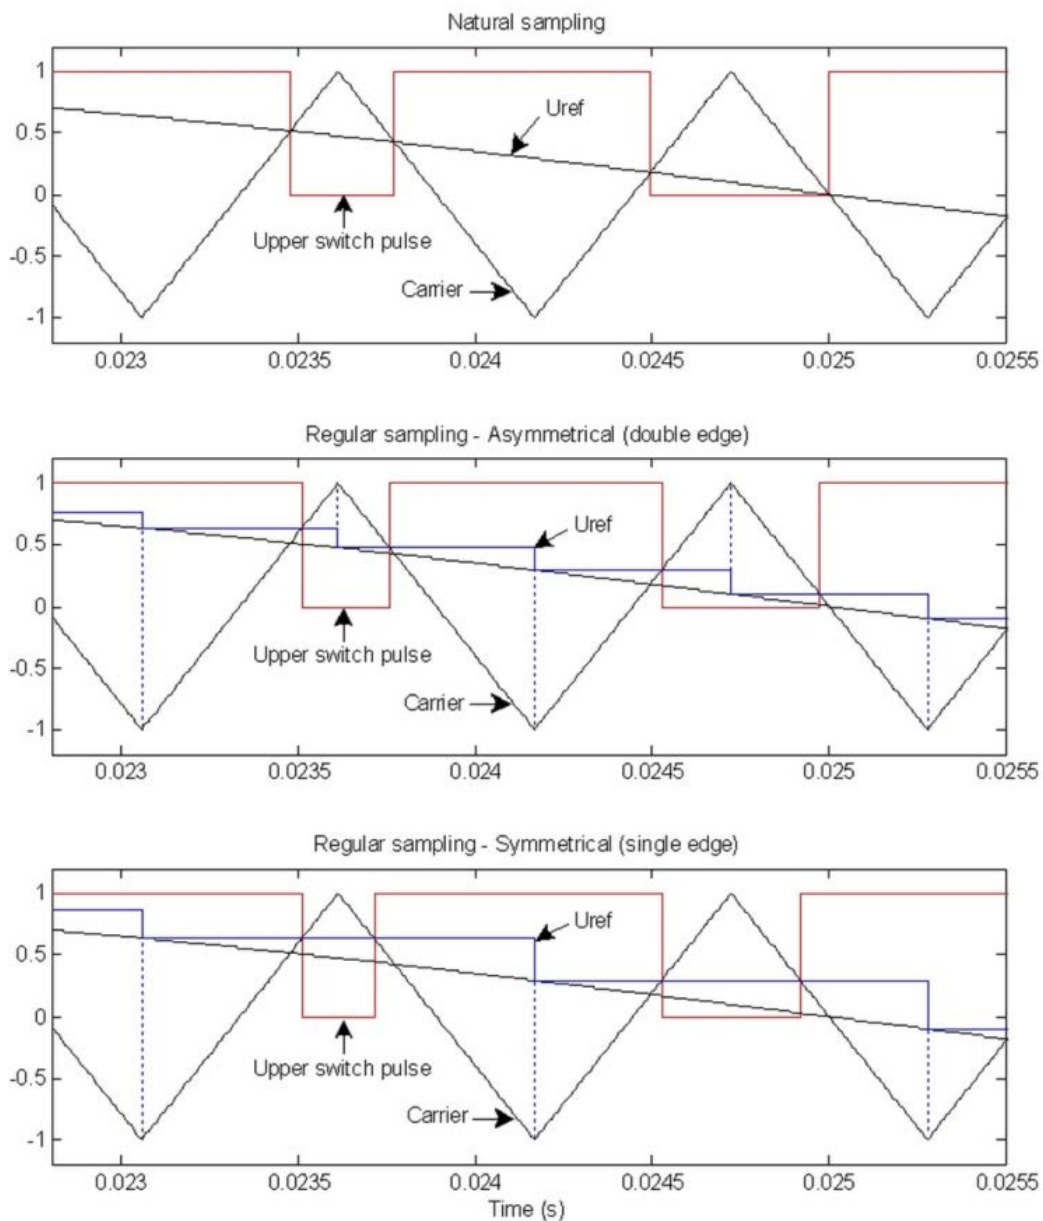 Natural sampling
1
0.5
0
-0.5
-1
Uref
Upper switch pulse
Carrier
0.023 0.0235 0.024 0.0245 0.025 0.0255
Regular sampling - Asymmetrical (double edge)
1
0.5
0
-0.5
-1
Uref
Upper switch pulse
Carrier
0.023 0.0235 0.024 0.0245 0.025 0.0255
Regular sampling - Symmetrical (single edge)
1
0.5
0
-0.5
-1
Uref
Upper switch pulse
Carrier
0.023 0.0235 0.024 0.0245 0.025 0.0255
Time (s)